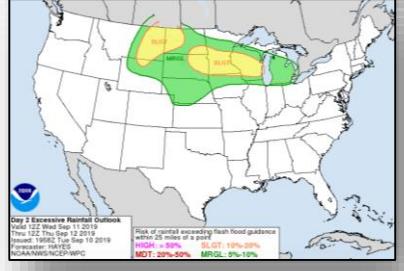 SLGT
MRGL
SLGT
NOAA
Day 2 Excessive Rainfall Outlook
Valid 12Z Wed Sep 11 2019
Thru 12Z Thu Sep 12 2019
Issued: 1958Z Tue Sep 10 2019
Forecaster: HAYES
NOAA/NWS/NCEP/WPC
Risk of rainfall exceeding flash flood guidance
within 25 miles of a point
HIGH: > 50% SLGT: 10%-20%
MDT: 20%-50% MRGL: 5%-10%